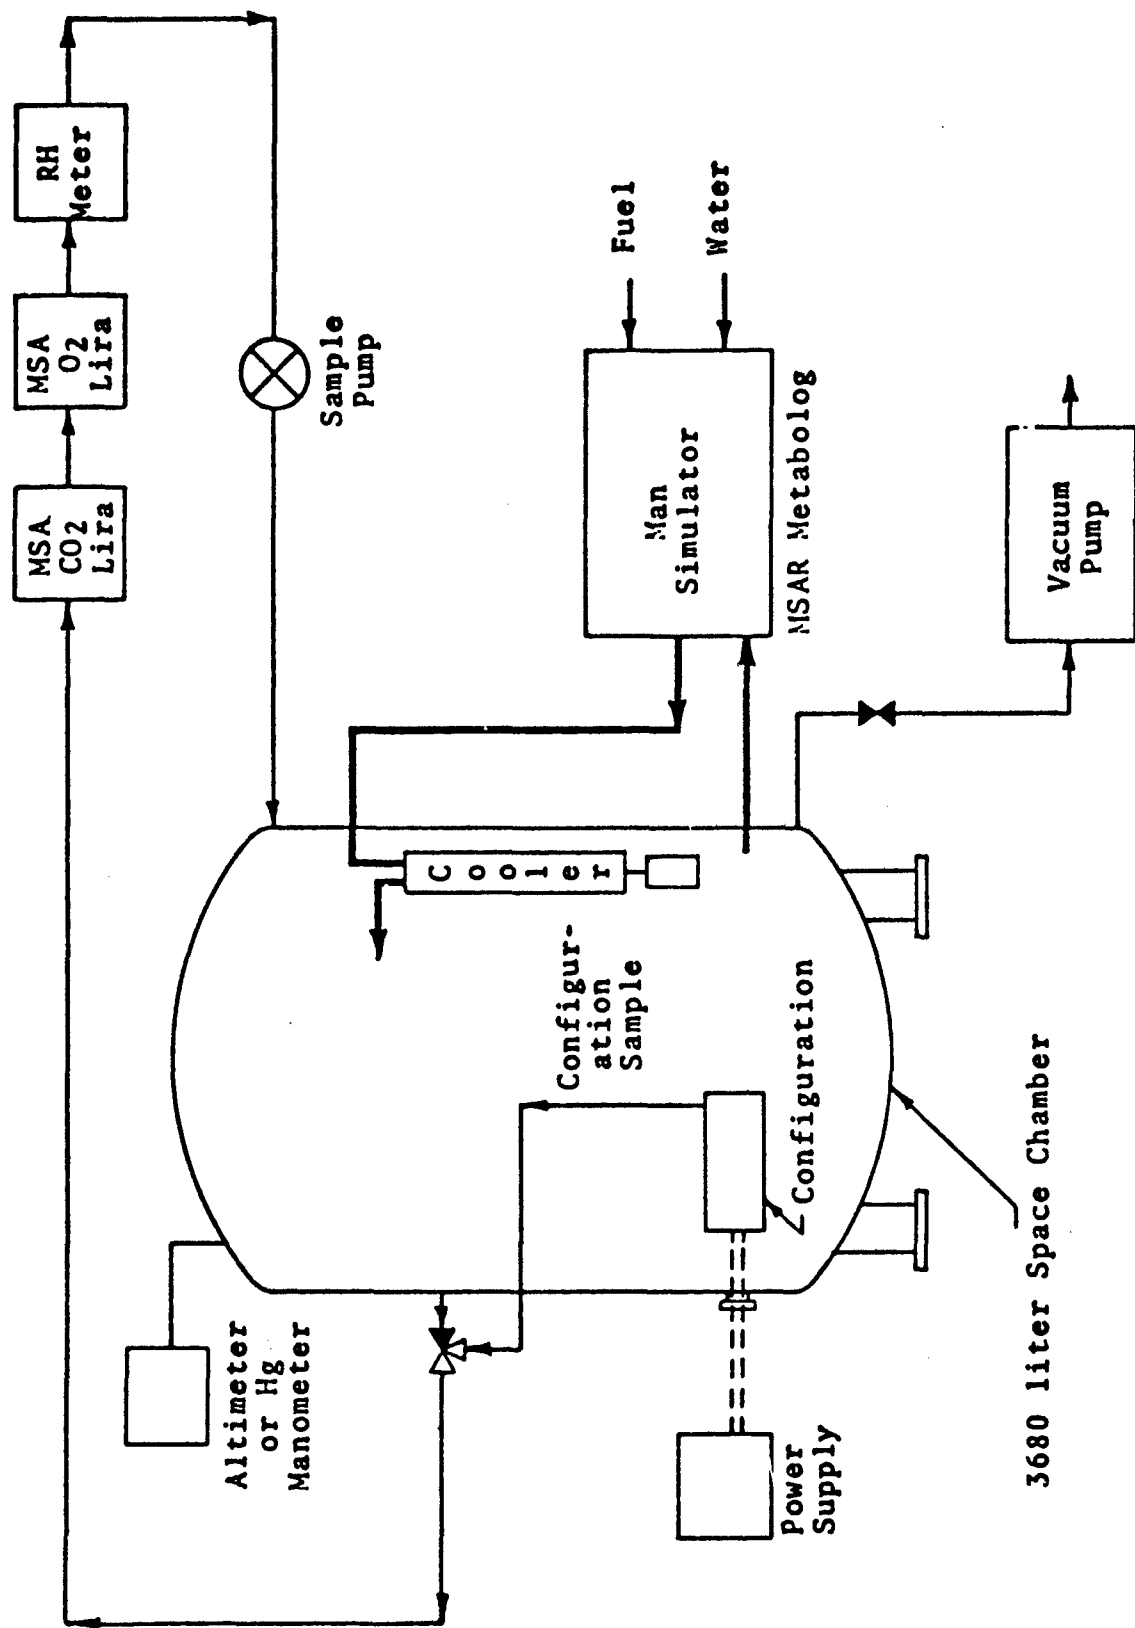 MSA
CO2
Lira
MSA
O2
Lira
RH
Meter
Sample
Pump
Altimeter
or Hg
Manometer
Cooler
Configur-
ation
Sample
Fuel
Water
Man
Simulator
MSAR Metabolog
Configuration
Power
Supply
Vacuum
Pump
3680 liter Space Chamber